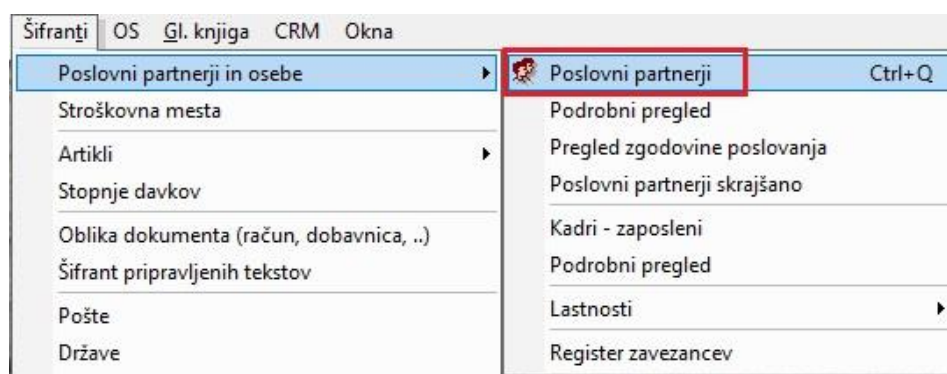 Šifranti OS Gl. knjiga CRM Okna
Poslovni partnerji in osebe
Stroškovna mesta
Artikli
Stopnje davkov
Oblika dokumenta (račun, dobavnica, ..)
Šifrant pripravljenih tekstov
Pošte
Države
Poslovni partnerji Ctrl+Q
Podrobni pregled
Pregled zgodovine poslovanja
Poslovni partnerji skrajšano
Kadri - zaposleni
Podrobni pregled
Lastnosti
Register zavezancev